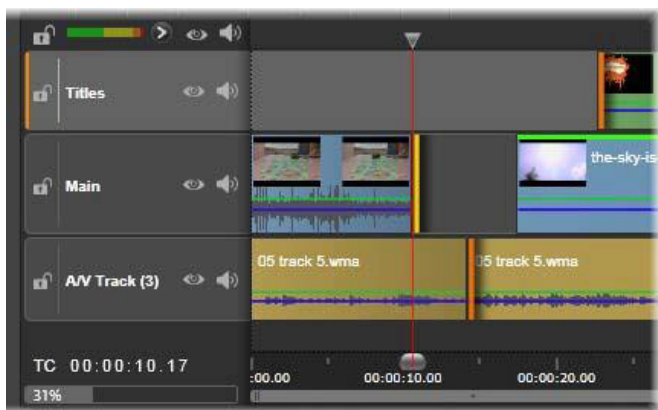 Titles
the-sky-is
Main
05 track 5.wma 05 track 5.wma
A/V Track (3)
TC 00:00:10.17
:00.00 00:00:10.00 00:00:20.00
31%